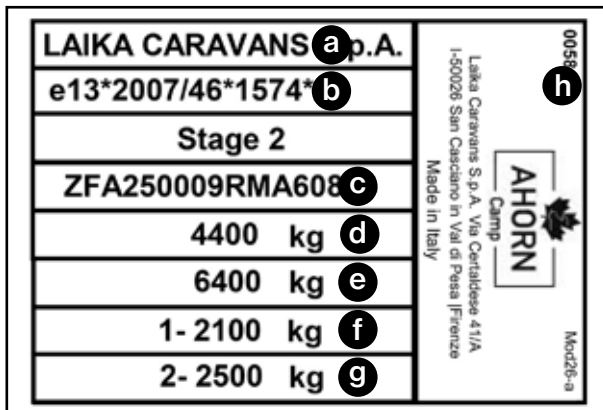 LAIKA CARAVANS a p.A.
e13*2007/46*1574* b
Stage 2
ZFA250009RMA608 c
4400 kg d
6400 kg e
1- 2100 kg f
2- 2500 kg g
0058 h
AHORN
Camp
Mod26-a
Laika Caravans S.p.A. Via Certaldese 41/A
I-50026 San Casciano in Val di Pesa |Firenze
Made in Italy